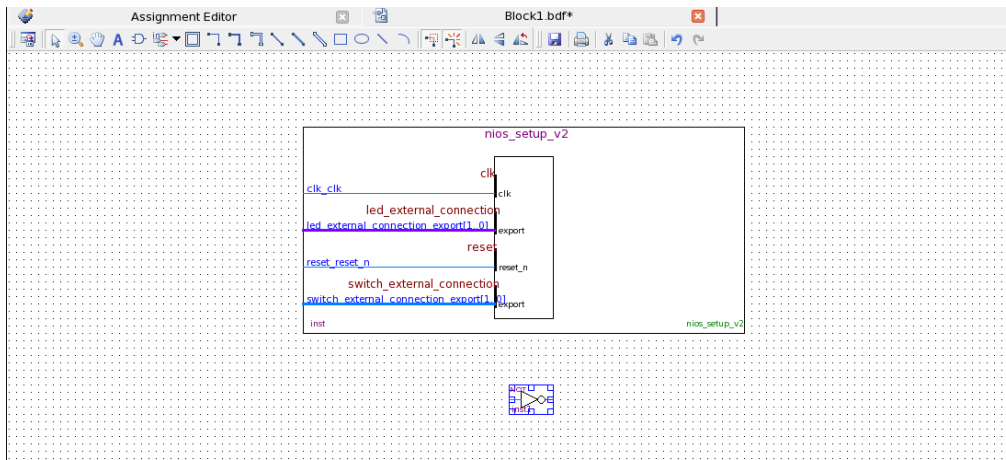 Assignment Editor
Block1.bdf*
A
nios_setup_v2
clk
clk_clk
clk
led_external_connection
led_external_connection_export[1..0]
export
reset
reset_reset_n
reset_n
switch_external_connection
switch_external_connection_export[1..0]
export
inst
nios_setup_v2
NOT